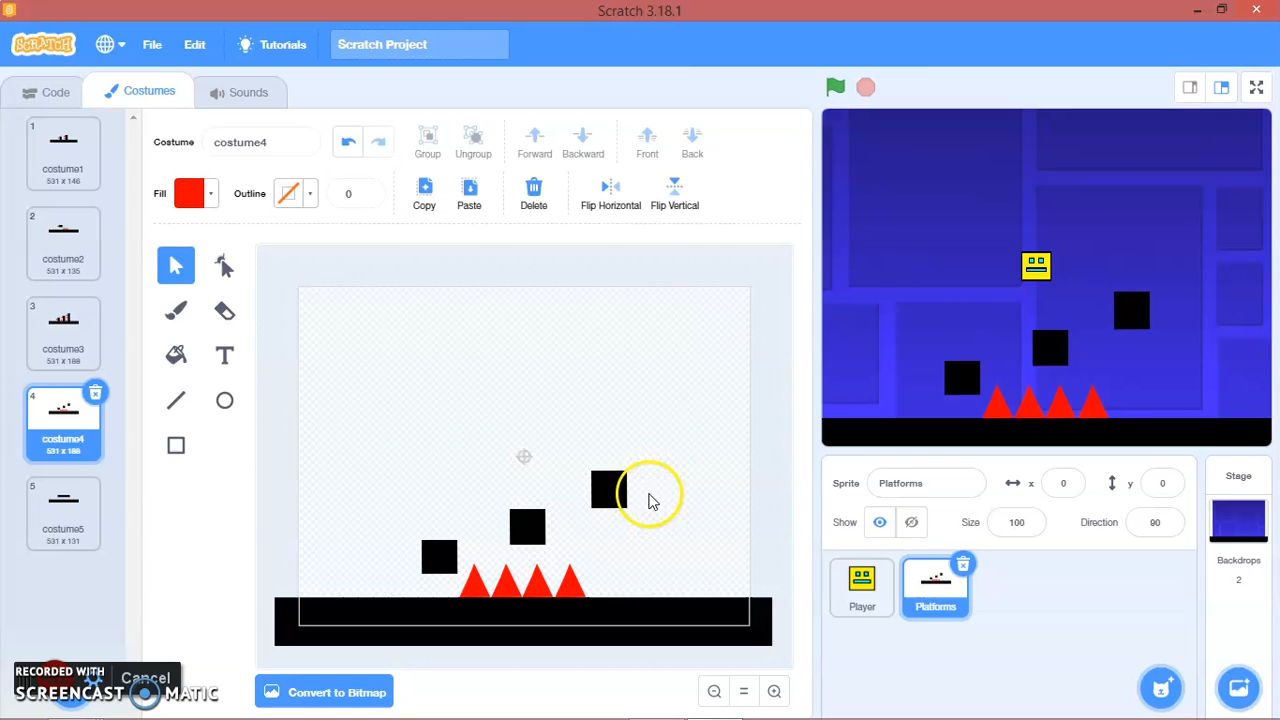 Scratch 3.18.1
SCRATCH File Edit Tutorials Scratch Project
Code Costumes Sounds
1
costume1
531 x 146
2
costume2
531 x 135
3
costume3
531 x 188
4
costume4
531 x 188
5
costume5
531 x 131
Costume costume4 Group Ungroup Forward Backward Front Back
Fill Outline 0 Copy Paste Delete Flip Horizontal Flip Vertical
T
Convert to Bitmap
Sprite Platforms x 0 y 0
Show Size 100 Direction 90
Player Platforms
Stage
Backdrops
2
RECORDED WITH
SCREENCAST MATIC
Cancel